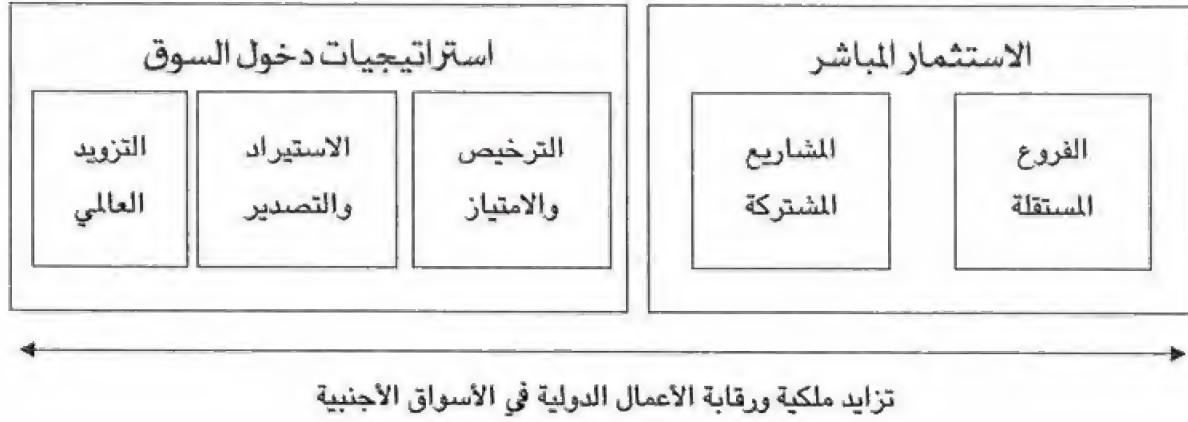 الاستثمار المباشر
الفروع
المستقلة
المشاريع
المشتركة
استراتيجيات دخول السوق
الترخيص
والامتياز
الاستيراد
والتصدير
التزويد
العالمي
تزايد ملكية ورقابة الأعمال الدولية في الأسواق الأجنبية